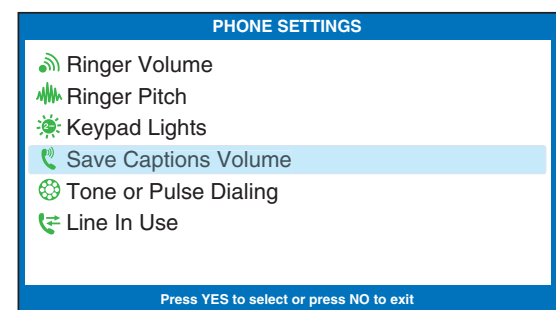 PHONE SETTINGS
Ringer Volume
Ringer Pitch
Keypad Lights
Save Captions Volume
Tone or Pulse Dialing
Line In Use
Press YES to select or press NO to exit